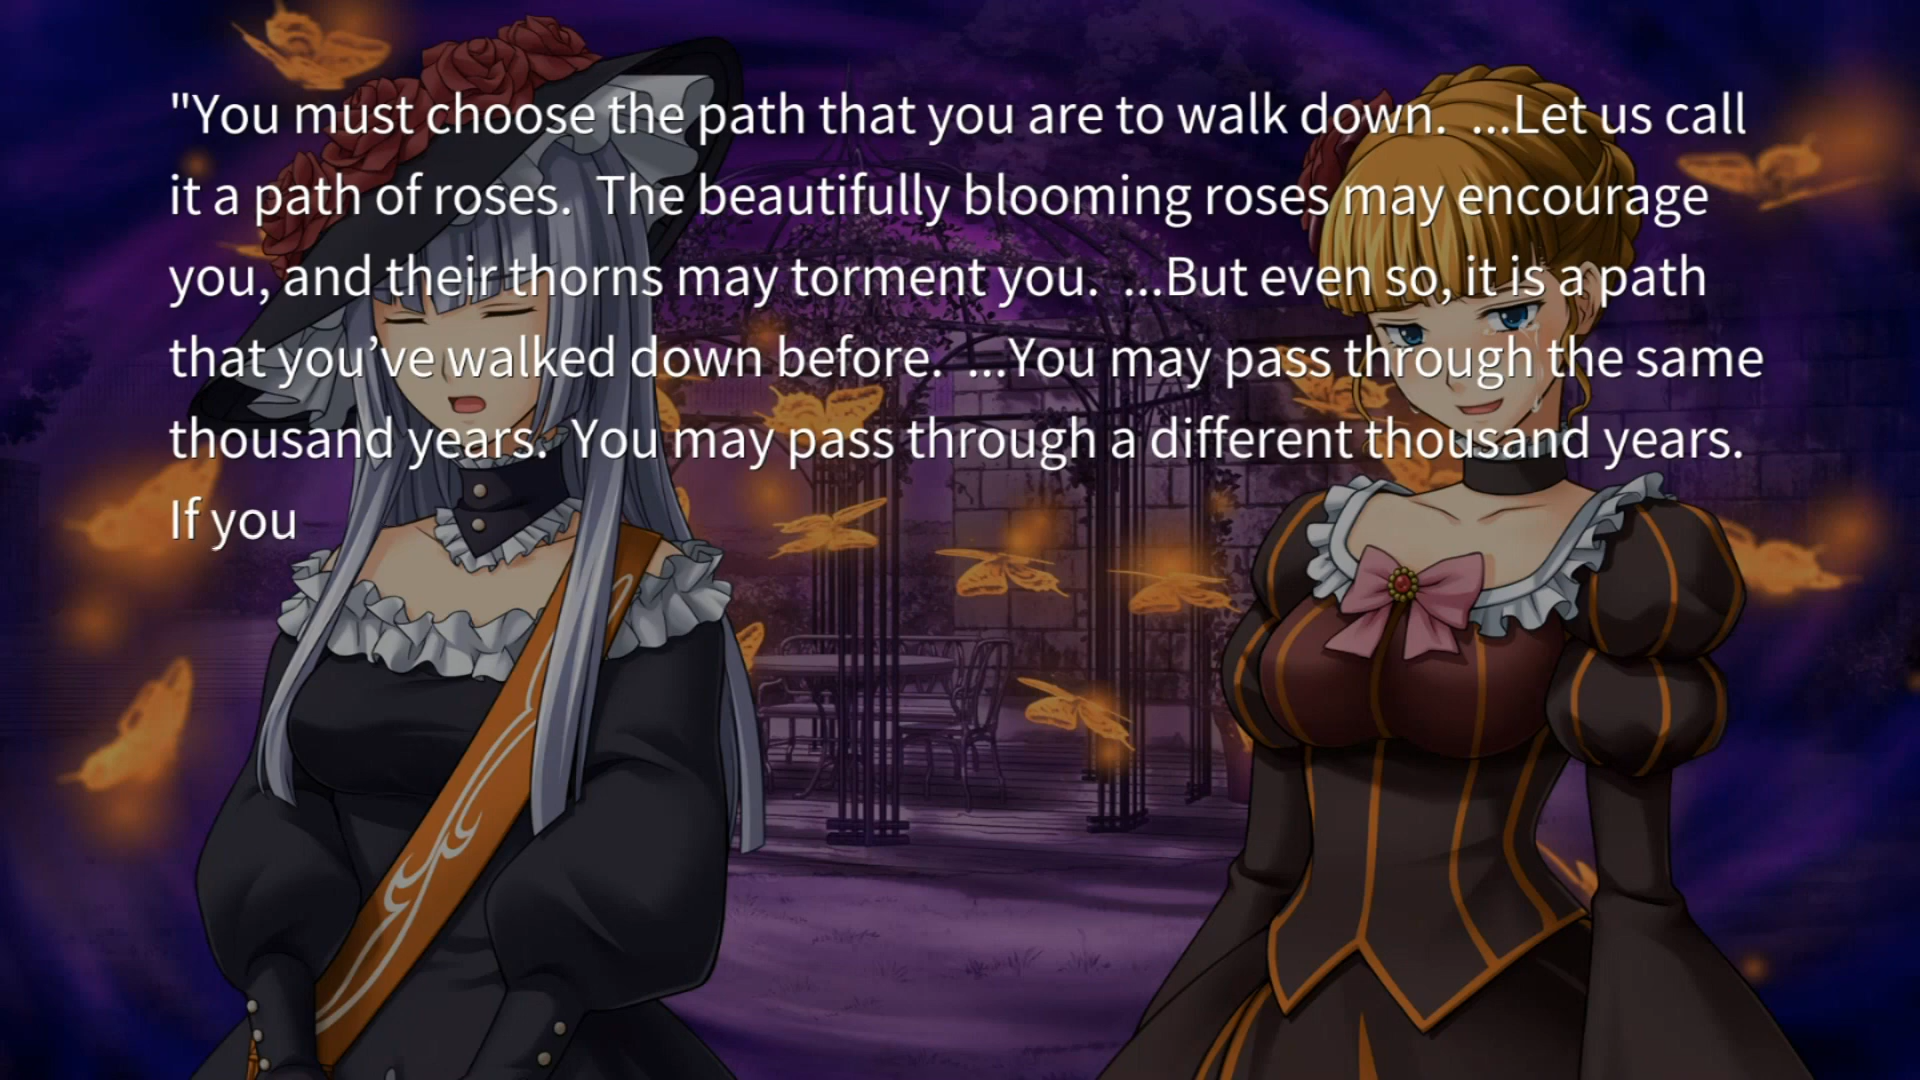 "You must choose the path that you are to walk down.  ...Let us call
it a path of roses.  The beautifully blooming roses may encourage
you, and their thorns may torment you.  ...But even so, it is a path
that you’ve walked down before.  ...You may pass through the same
thousand years.  You may pass through a different thousand years.
If you